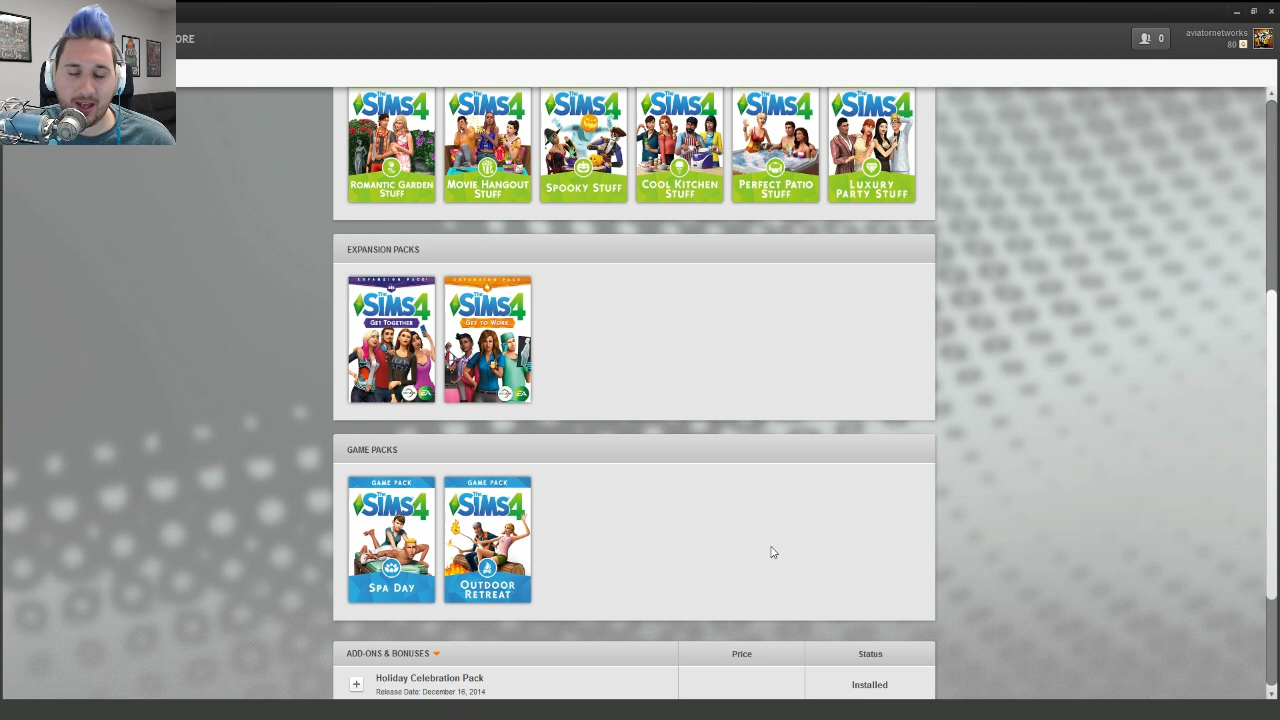 ORE
0
aviatornetworks
80
The SiMS 4
The SiMS 4
The SiMS 4
The SiMS 4
The SiMS 4
The SiMS 4
ROMANTIC GARDEN
STUFF
MOVIE HANGOUT
STUFF
SPOOKY STUFF
COOL KITCHEN
STUFF
PERFECT PATIO
STUFF
LUXURY
PARTY STUFF
EXPANSION PACKS
EXPANSION PACK
The SiMS 4
GET TOGETHER
EA
EXPANSION PACK
The SiMS 4
GET TO WORK
EA
GAME PACKS
GAME PACK
The SiMS 4
SPA DAY
GAME PACK
The SiMS 4
OUTDOOR
RETREAT
ADD-ONS & BONUSES
Price
Status
Holiday Celebration Pack
Release Date: December 16, 2014
Installed